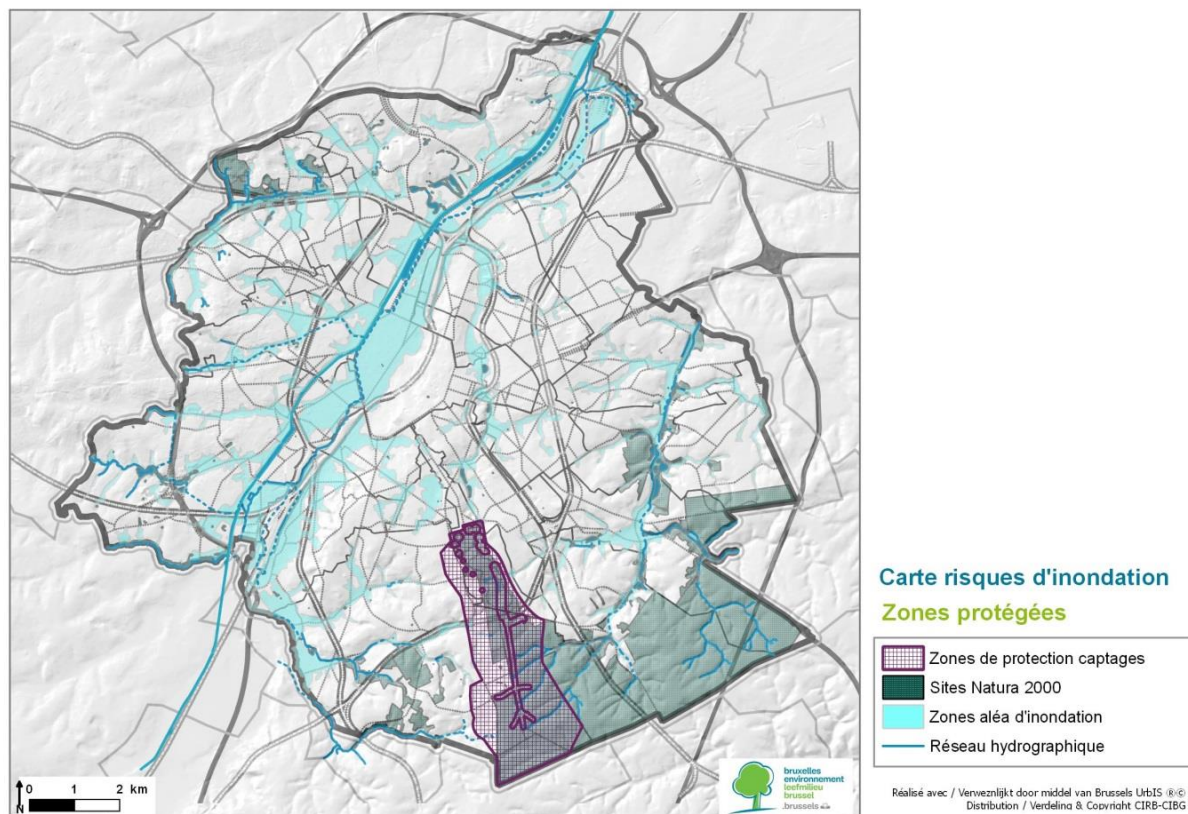 Carte risques d'inondation
Zones protégées
Zones de protection captages
Sites Natura 2000
Zones aléa d'inondation
Réseau hydrographique
N
0 1 2 km
bruxelles
environnement
leefmilieu
brussel
.brussels
Réalisé avec / Verweznlijkt door middel van Brussels UrbIS ®©
Distribution / Verdeling & Copyright CIRB-CIBG